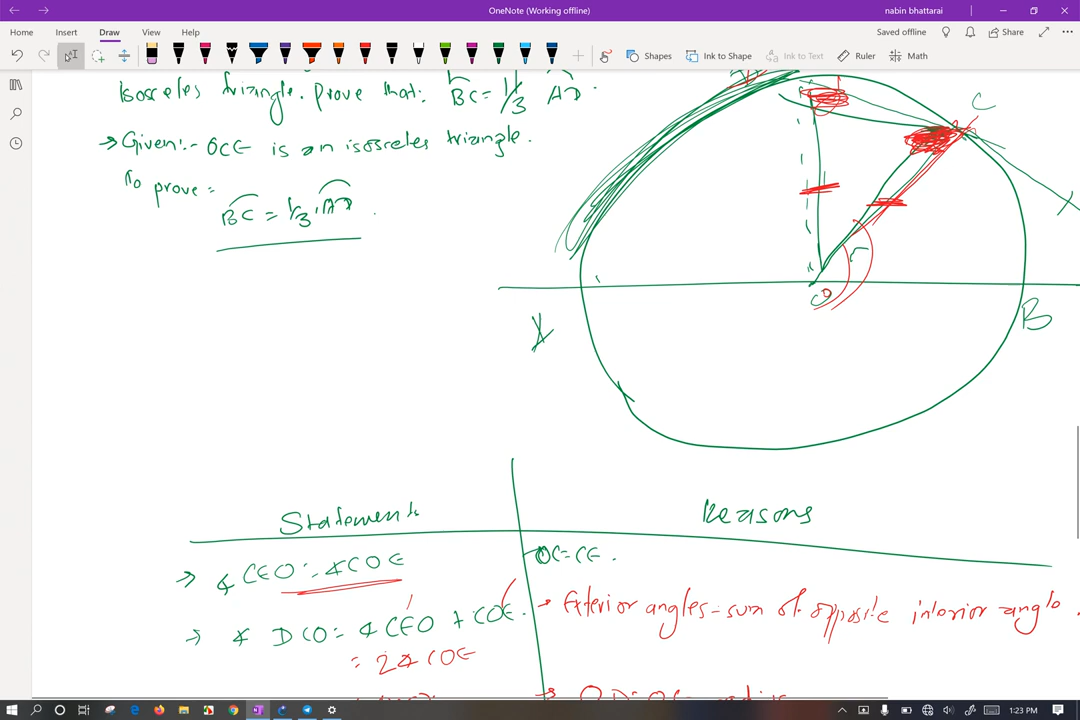 OneNote (Working offline)
nabin bhattarai
Home Insert Draw View Help
Saved offline
Share
Shapes
Ink to Shape
Ink to Text
Ruler
Math
Isosceles triangle. Prove that: BC = 1/3 AD.
→ Given:- OCE is an isosceles triangle.
To prove =
BC = 1/3 AD.
C
O
A
B
Statements
Reasons
→ ∡CEO = ∡COE
OC=CE.
→ ∡DCO = ∡CEO + COE.
→ Exterior angles = sum of opposite interior angle.
= 2∡COE
1:23 PM